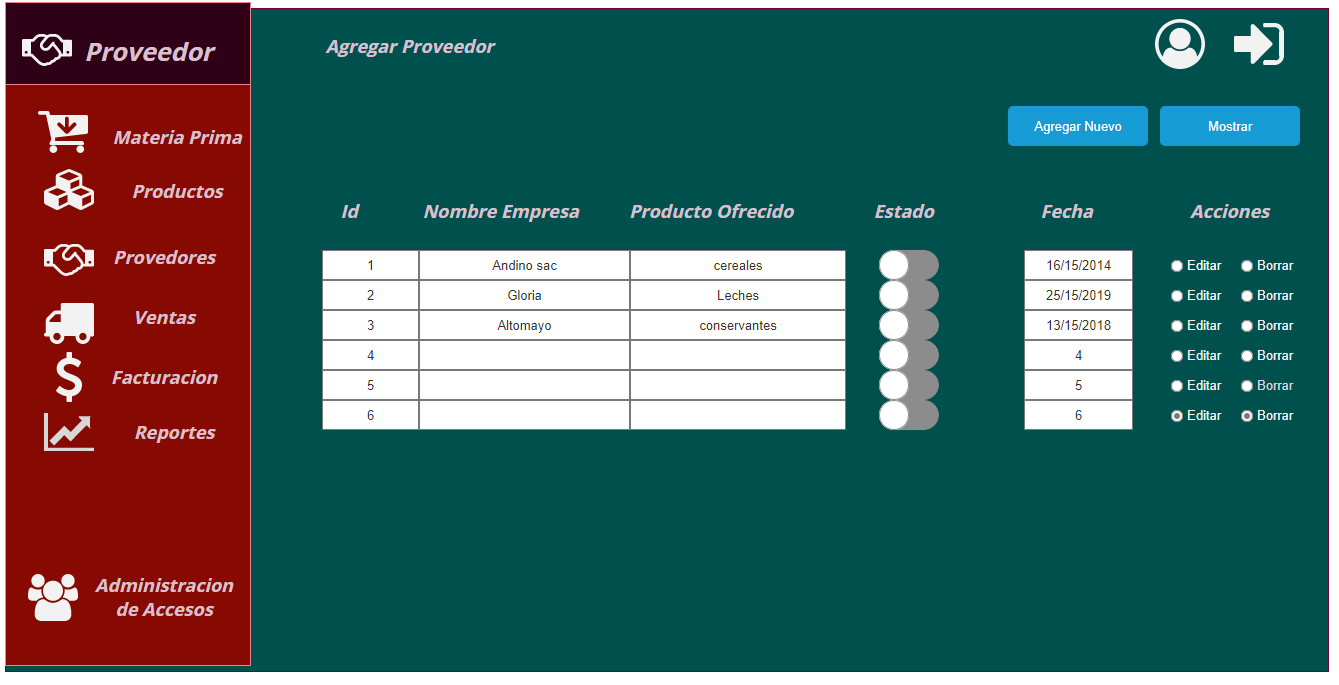 Proveedor
Agregar Proveedor
Agregar Nuevo Mostrar
Materia Prima
Productos
Provedores
Ventas
Facturacion
Reportes
Administracion
de Accesos
Id Nombre Empresa Producto Ofrecido Estado Fecha Acciones
1 Andino sac cereales 16/15/2014 Editar Borrar
2 Gloria Leches 25/15/2019 Editar Borrar
3 Altomayo conservantes 13/15/2018 Editar Borrar
4 4 Editar Borrar
5 5 Editar Borrar
6 6 Editar Borrar